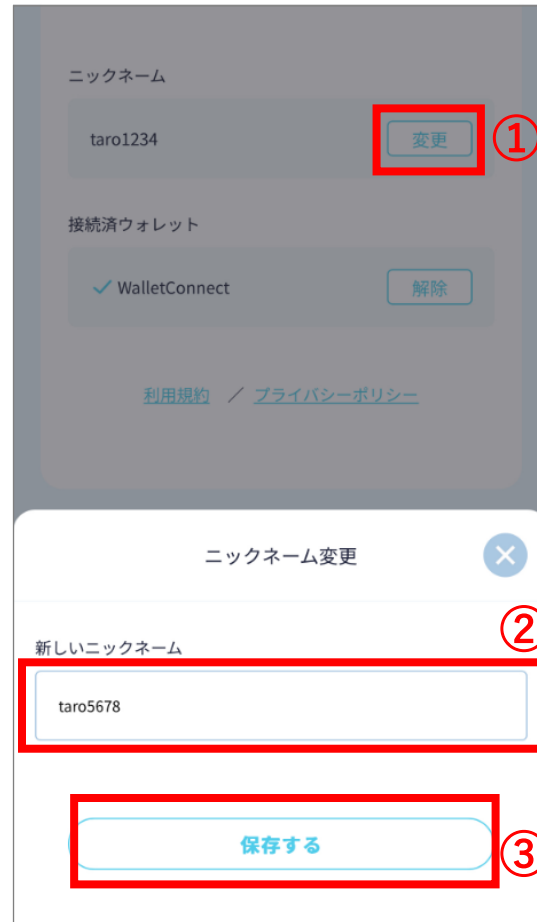 ニックネーム
taro1234 変更 ①
接続済ウォレット
WalletConnect 解除
利用規約 ／ プライバシーポリシー
ニックネーム変更
②
新しいニックネーム
taro5678
保存する ③